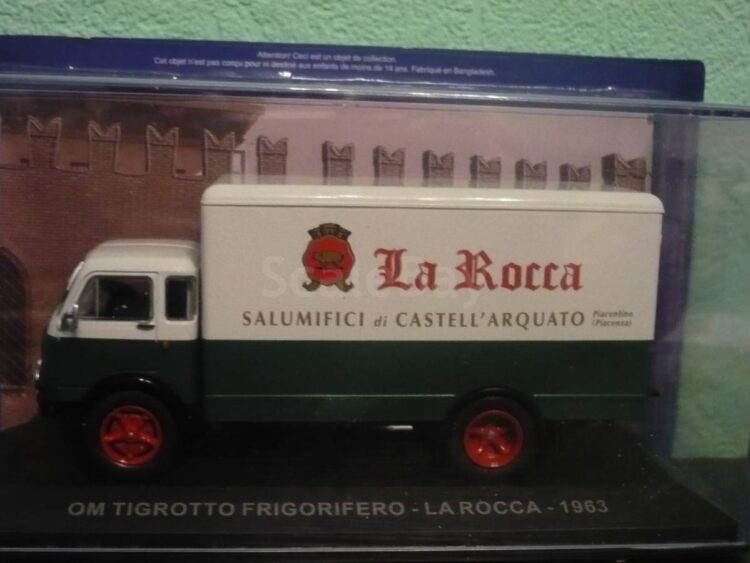 Attention! Ceci est un objet de collection.
Cet objet n'est pas conçu pour ni destiné aux enfants de moins de 14 ans. Fabriqué en Bangladesh.
La Rocca
SALUMIFICI di CASTELL'ARQUATO Piacentino
(Piacenza)
ScaleBay
OM TIGROTTO FRIGORIFERO - LA ROCCA - 1963